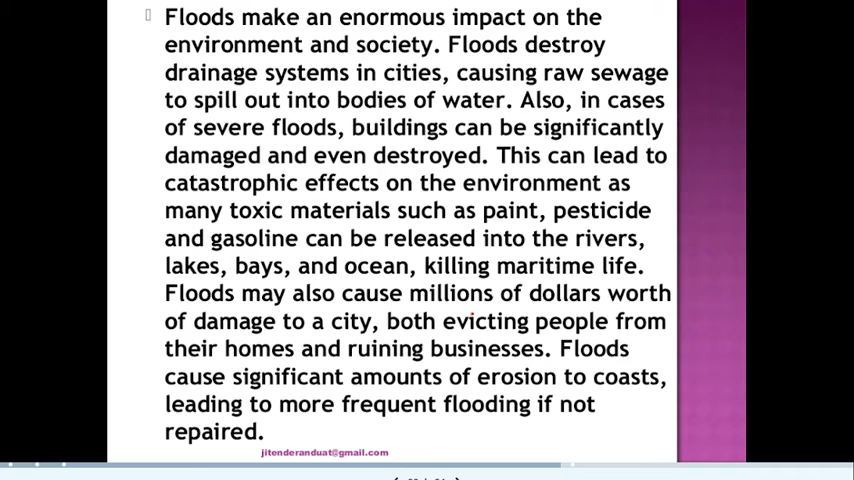 Floods make an enormous impact on the
environment and society. Floods destroy
drainage systems in cities, causing raw sewage
to spill out into bodies of water. Also, in cases
of severe floods, buildings can be significantly
damaged and even destroyed. This can lead to
catastrophic effects on the environment as
many toxic materials such as paint, pesticide
and gasoline can be released into the rivers,
lakes, bays, and ocean, killing maritime life.
Floods may also cause millions of dollars worth
of damage to a city, both evicting people from
their homes and ruining businesses. Floods
cause significant amounts of erosion to coasts,
leading to more frequent flooding if not
repaired.
jitenderanduat@gmail.com